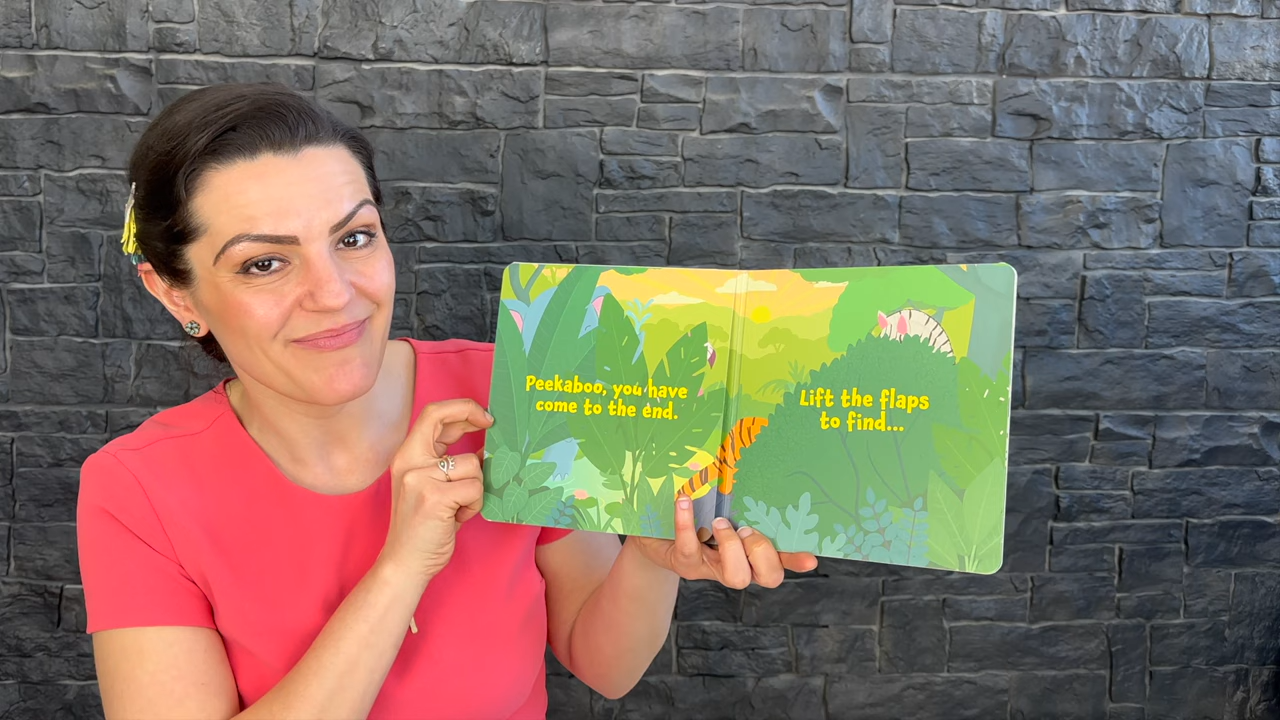 Peekaboo, you have
come to the end.
Lift the flaps
to find...